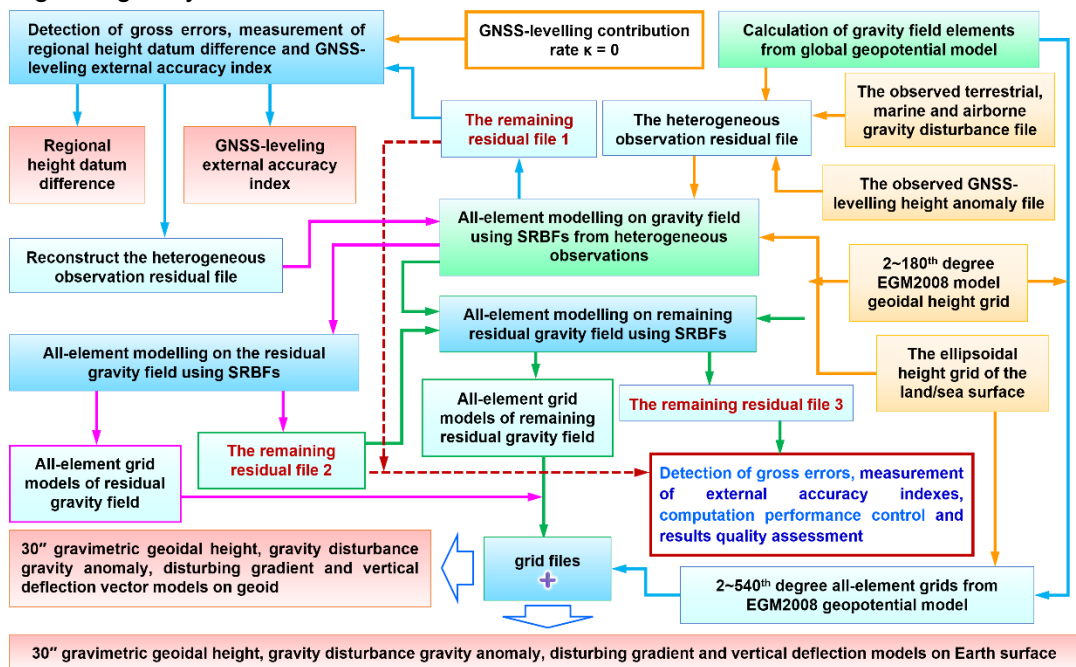 Detection of gross errors, measurement
of regional height datum difference and GNSS-
leveling external accuracy index
GNSS-levelling contribution
rate κ = 0
Calculation of gravity field elements
from global geopotential model
The observed terrestrial,
marine and airborne
gravity disturbance file
The remaining
residual file 1
The heterogeneous
observation residual file
Regional
height datum
difference
GNSS-leveling
external accuracy
index
The observed GNSS-
levelling height anomaly file
All-element modelling on gravity field
using SRBFs from heterogeneous
observations
Reconstruct the heterogeneous
observation residual file
2~180th degree
EGM2008 model
geoidal height grid
All-element modelling on remaining
residual gravity field using SRBFs
All-element modelling on the residual
gravity field using SRBFs
The ellipsoidal
height grid of the
land/sea surface
All-element grid
models of remaining
residual gravity field
The remaining residual file 3
The remaining
residual file 2
All-element grid
models of residual
gravity field
Detection of gross errors, measurement
of external accuracy indexes,
computation performance control and
results quality assessment
30″ gravimetric geoidal height, gravity disturbance
gravity anomaly, disturbing gradient and vertical
deflection vector models on geoid
grid files
+
2~540th degree all-element grids from
EGM2008 geopotential model
30″ gravimetric geoidal height, gravity disturbance gravity anomaly, disturbing gradient and vertical deflection models on Earth surface